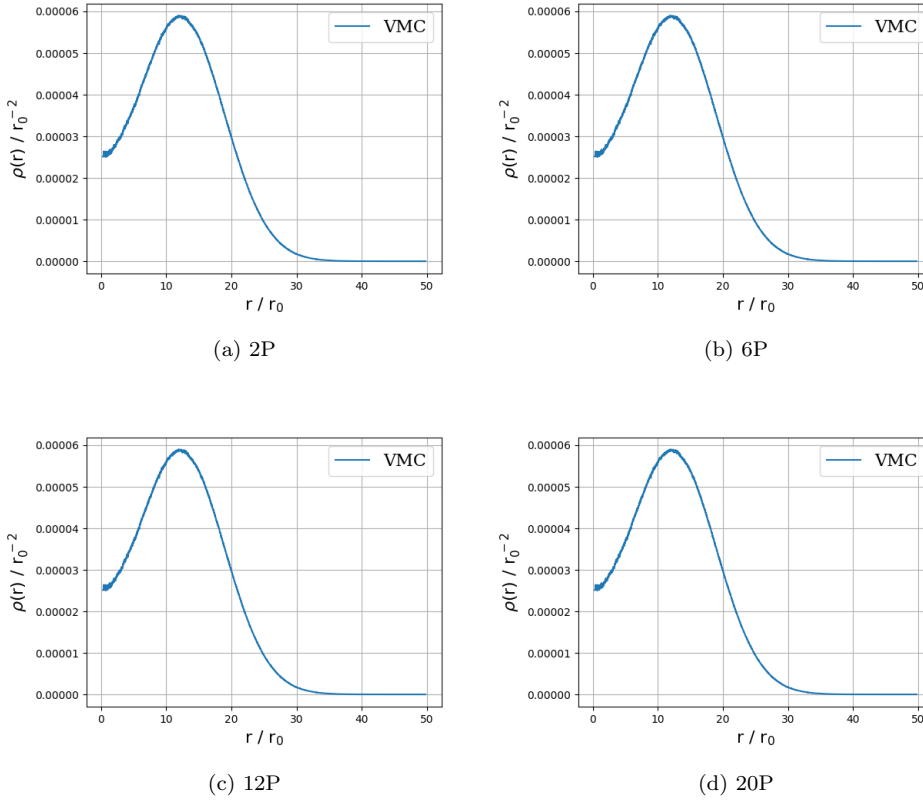 0.00006
0.00005
0.00004
0.00003
0.00002
0.00001
0.00000
ρ(r) / r₀⁻²
VMC
0 10 20 30 40 50
r / r₀
(a) 2P
0.00006
0.00005
0.00004
0.00003
0.00002
0.00001
0.00000
ρ(r) / r₀⁻²
VMC
0 10 20 30 40 50
r / r₀
(b) 6P
0.00006
0.00005
0.00004
0.00003
0.00002
0.00001
0.00000
ρ(r) / r₀⁻²
VMC
0 10 20 30 40 50
r / r₀
(c) 12P
0.00006
0.00005
0.00004
0.00003
0.00002
0.00001
0.00000
ρ(r) / r₀⁻²
VMC
0 10 20 30 40 50
r / r₀
(d) 20P